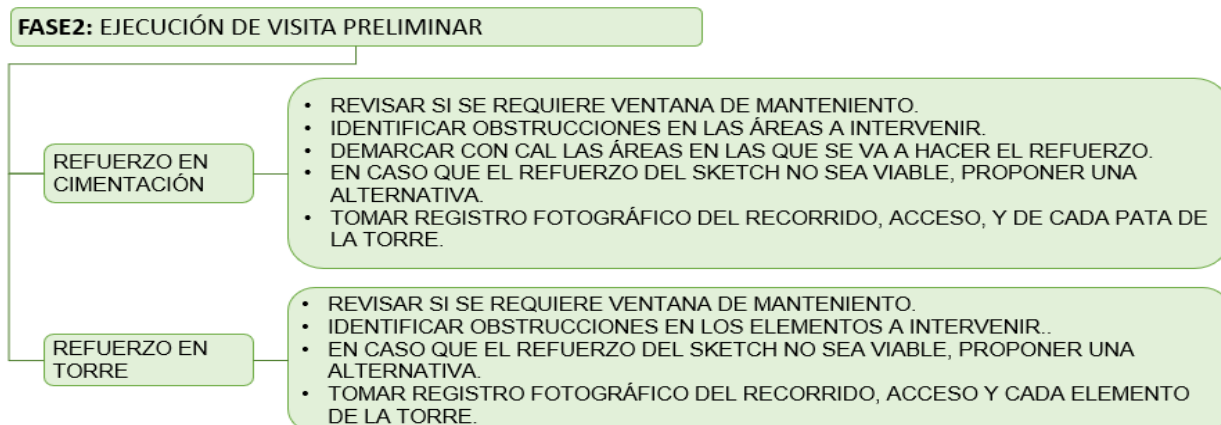 FASE2: EJECUCIÓN DE VISITA PRELIMINAR
REFUERZO EN
CIMENTACIÓN
• REVISAR SI SE REQUIERE VENTANA DE MANTENIENTO.
• IDENTIFICAR OBSTRUCCIONES EN LAS ÁREAS A INTERVENIR.
• DEMARCAR CON CAL LAS ÁREAS EN LAS QUE SE VA A HACER EL REFUERZO.
• EN CASO QUE EL REFUERZO DEL SKETCH NO SEA VIABLE, PROPONER UNA
ALTERNATIVA.
• TOMAR REGISTRO FOTOGRÁFICO DEL RECORRIDO, ACCESO, Y DE CADA PATA DE
LA TORRE.
REFUERZO EN
TORRE
• REVISAR SI SE REQUIERE VENTANA DE MANTENIENTO.
• IDENTIFICAR OBSTRUCCIONES EN LOS ELEMENTOS A INTERVENIR..
• EN CASO QUE EL REFUERZO DEL SKETCH NO SEA VIABLE, PROPONER UNA
ALTERNATIVA.
• TOMAR REGISTRO FOTOGRÁFICO DEL RECORRIDO, ACCESO Y CADA ELEMENTO
DE LA TORRE.